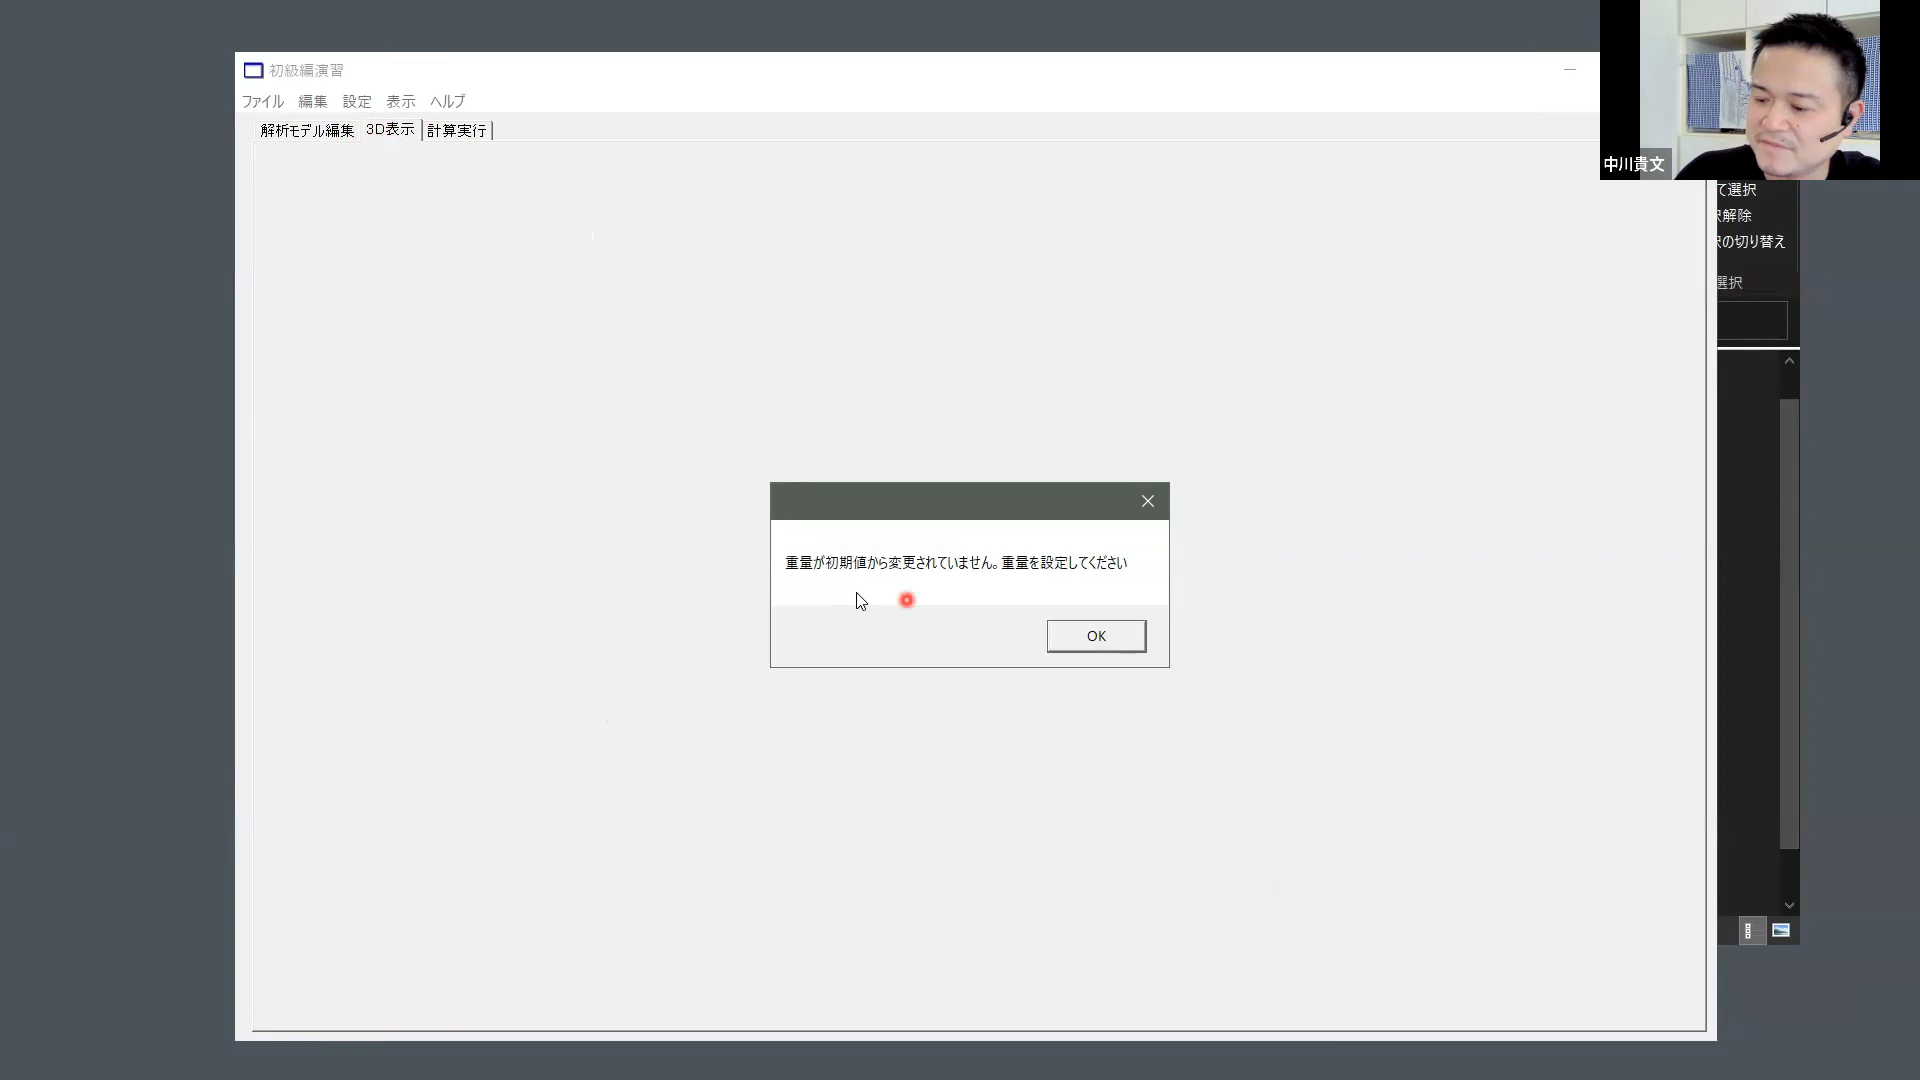 初級編演習
ファイル 編集 設定 表示 ヘルプ
解析モデル編集 3D表示 計算実行
中川貴文
て選択
択解除
択の切り替え
選択
重量が初期値から変更されていません。重量を設定してください
OK